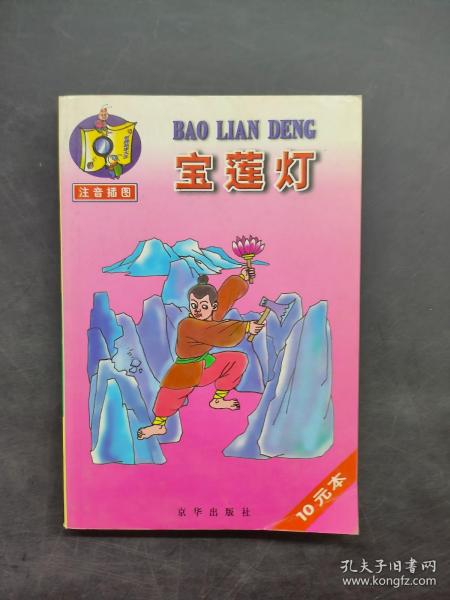 BAO LIAN DENG
宝莲灯
注音插图
10元本
京华出版社
孔夫子旧书网
www.kongfz.com